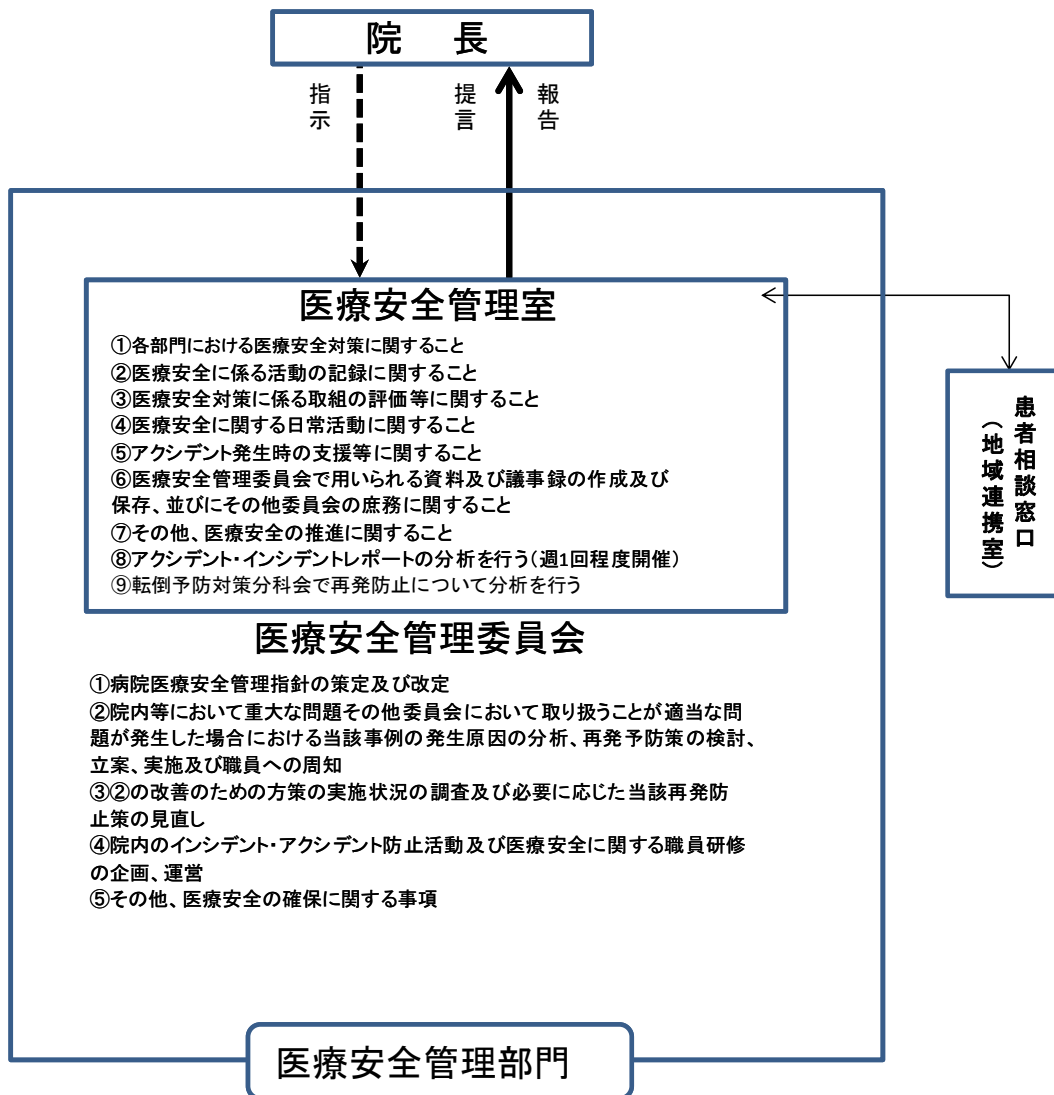 院　長
指示
提言
報告
医療安全管理室
①各部門における医療安全対策に関すること
②医療安全に係る活動の記録に関すること
③医療安全対策に係る取組の評価等に関すること
④医療安全に関する日常活動に関すること
⑤アクシデント発生時の支援等に関すること
⑥医療安全管理委員会で用いられる資料及び議事録の作成及び
保存、並びにその他委員会の庶務に関すること
⑦その他、医療安全の推進に関すること
⑧アクシデント・インシデントレポートの分析を行う（週1回程度開催）
⑨転倒予防対策分科会で再発防止について分析を行う
患者相談窓口
（地域連携室）
医療安全管理委員会
①病院医療安全管理指針の策定及び改定
②院内等において重大な問題その他委員会において取り扱うことが適当な問
題が発生した場合における当該事例の発生原因の分析、再発予防策の検討、
立案、実施及び職員への周知
③②の改善のための方策の実施状況の調査及び必要に応じた当該再発防
止策の見直し
④院内のインシデント・アクシデント防止活動及び医療安全に関する職員研修
の企画、運営
⑤その他、医療安全の確保に関する事項
医療安全管理部門